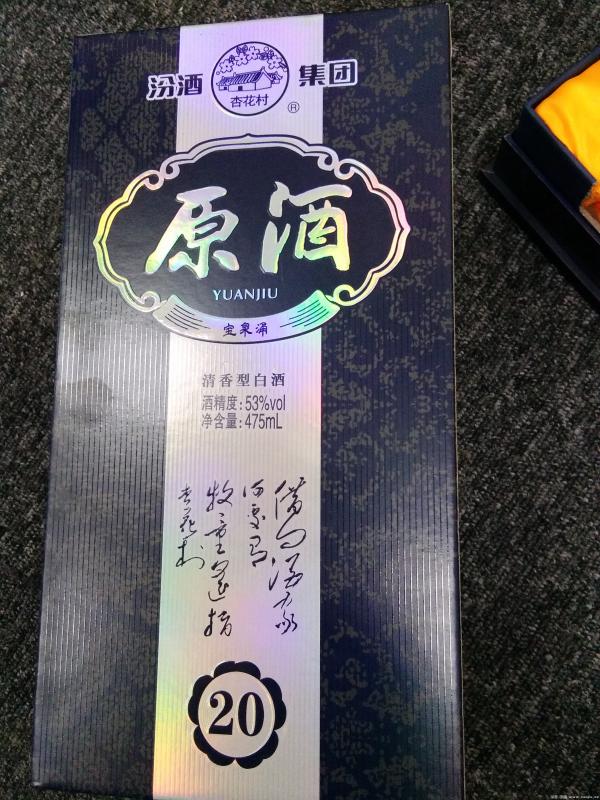 汾酒 集团
杏花村
®
原酒
YUANJIU
宝泉涌
清香型白酒
酒精度:53%vol
净含量:475mL
借问酒家
何处有
牧童遥指
杏花村
20